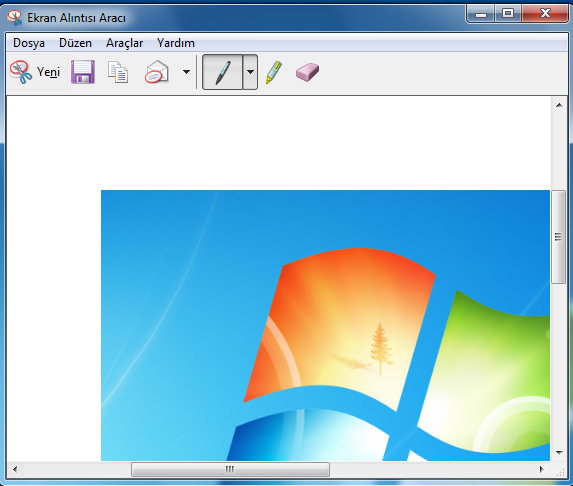 Ekran Alıntısı Aracı
Dosya Düzen Araçlar Yardım
Yeni